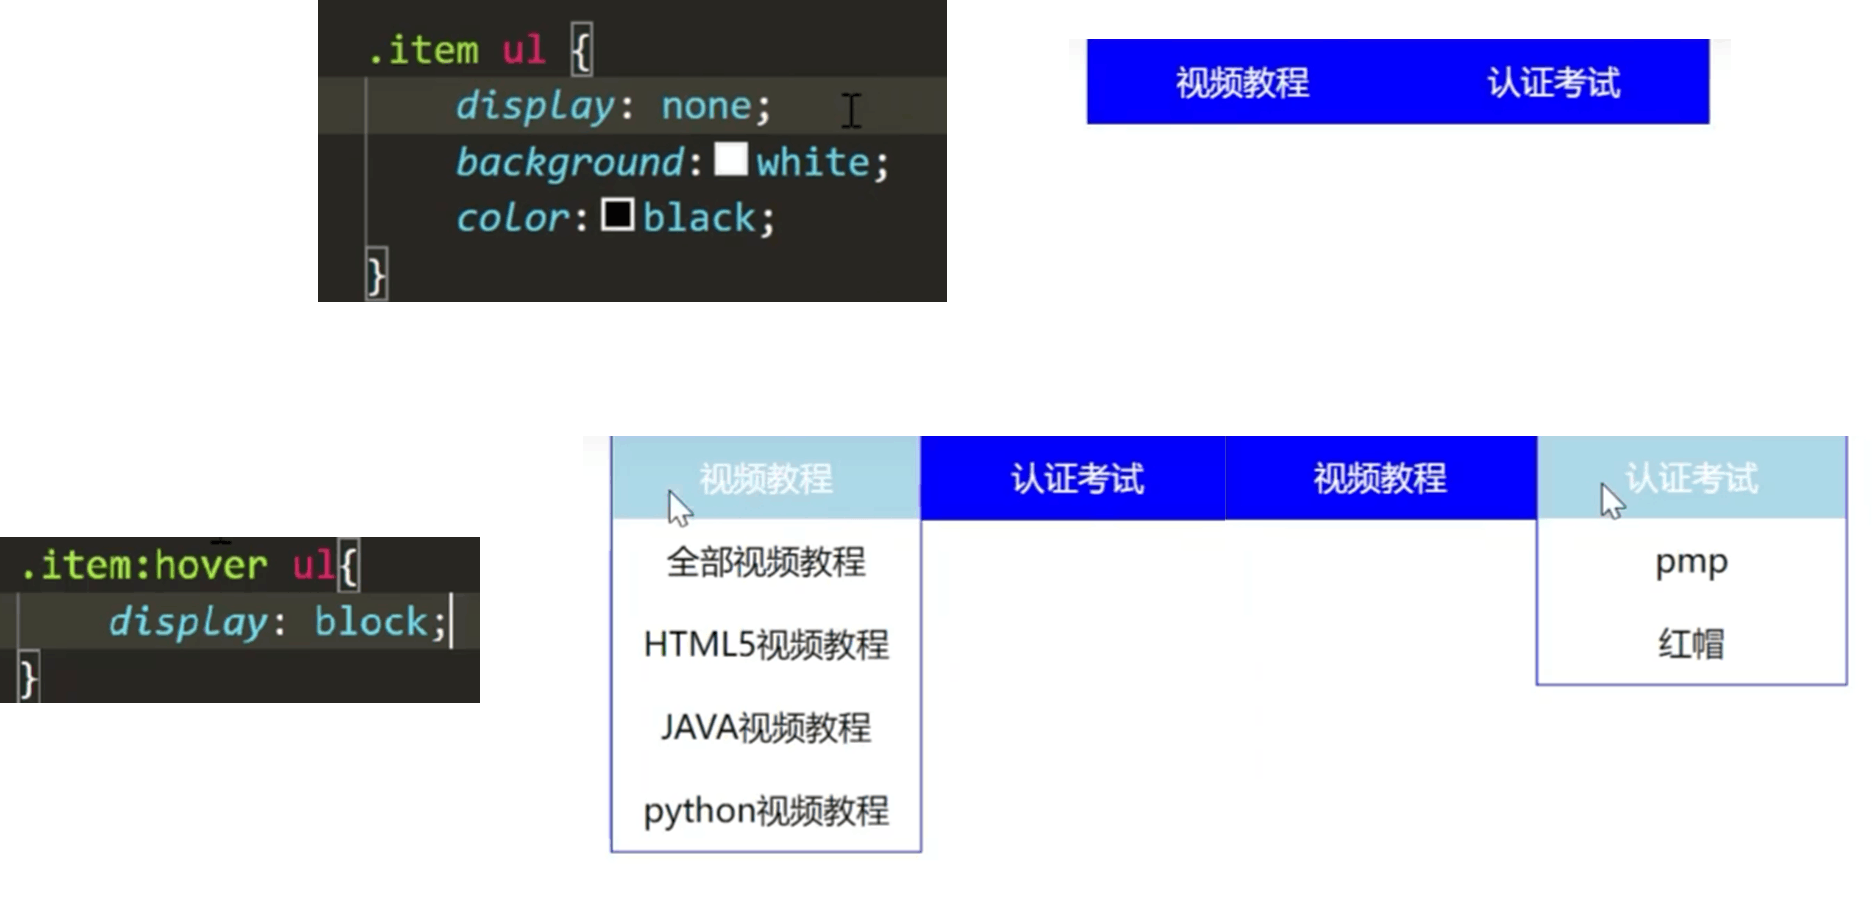 .item ul {
display: none;
background: white;
color: black;
}
视频教程 认证考试
.item:hover ul{
display: block;
}
视频教程 认证考试 视频教程 认证考试
全部视频教程
HTML5视频教程
JAVA视频教程
python视频教程
pmp
红帽